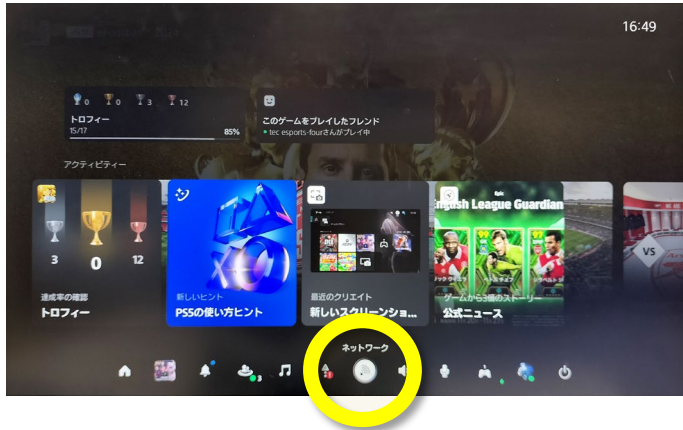 16:49
0 0 3 12
トロフィー
15/17 85%
このゲームをプレイしたフレンド
tec esports-fourさんがプレイ中
アクティビティー
3 0 12
達成率の確認
トロフィー
新しいヒント
PS5の使い方ヒント
最近のクリエイト
新しいスクリーンショ...
Epic
English League Guardian
99 97
ゲームから3個のストーリー
公式ニュース
VS
ネットワーク
3